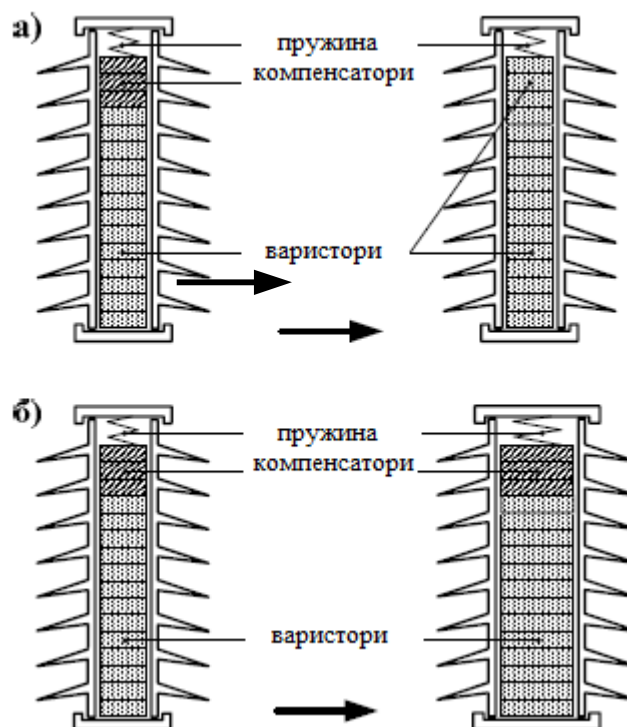 а)
пружина
компенсатори
варистори
б)
пружина
компенсатори
варистори